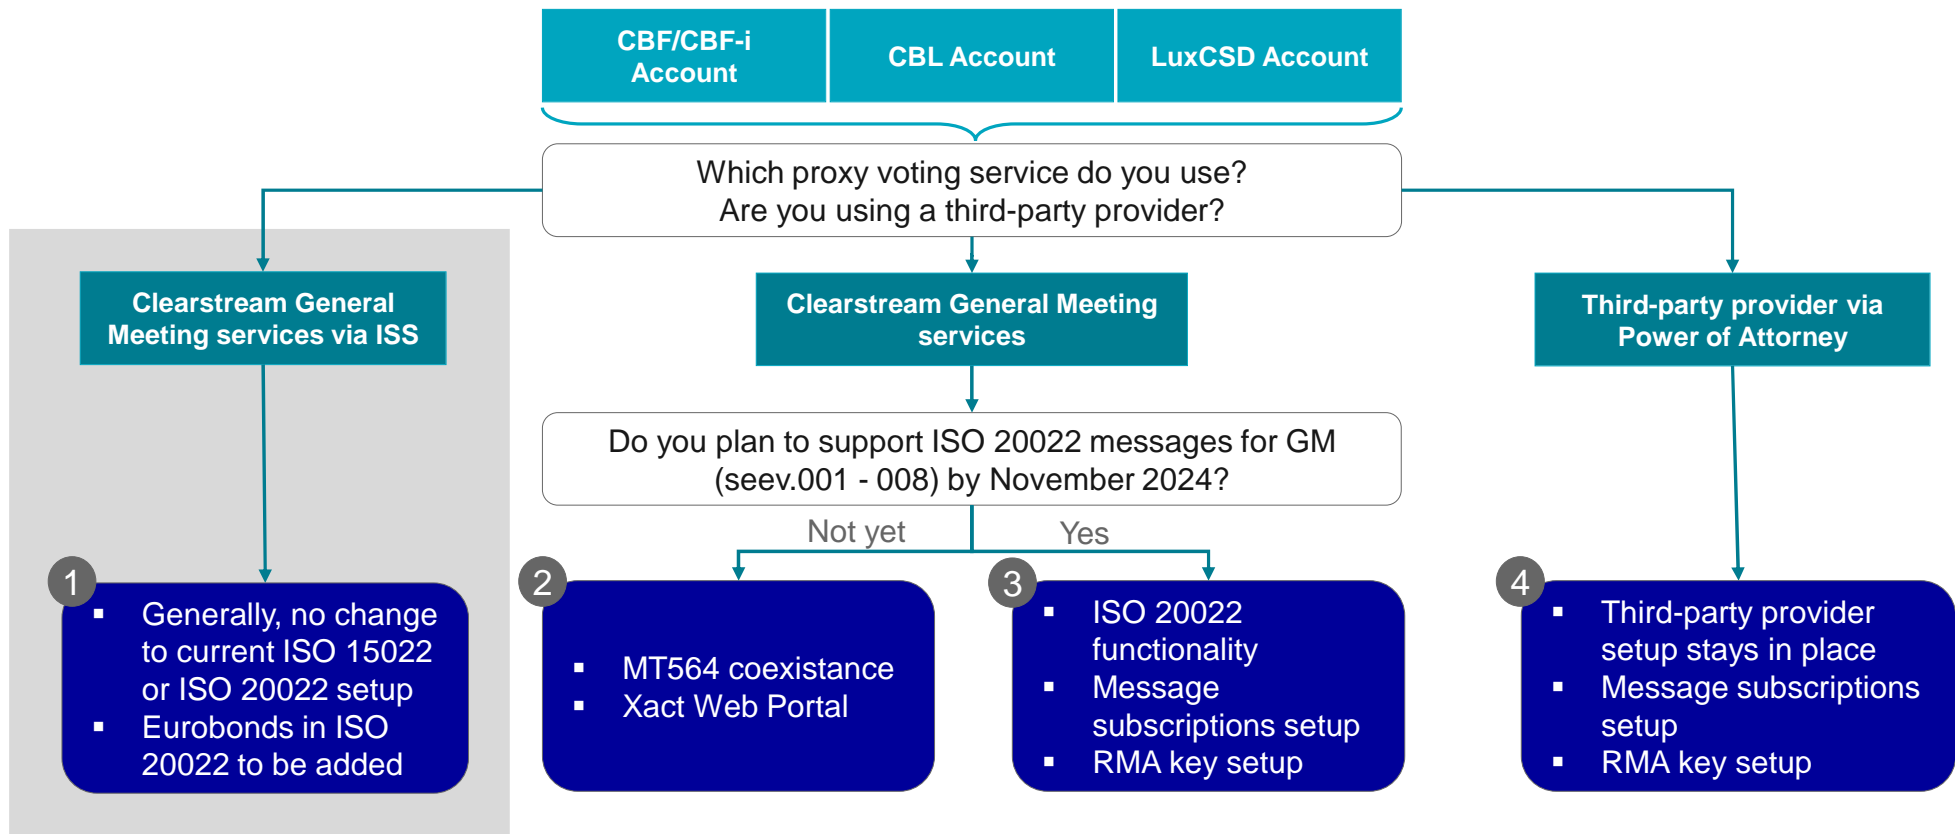 CBF/CBF-i
Account
CBL Account
LuxCSD Account
Which proxy voting service do you use?
Are you using a third-party provider?
Clearstream General
Meeting services via ISS
Clearstream General Meeting
services
Third-party provider via
Power of Attorney
Do you plan to support ISO 20022 messages for GM
(seev.001 - 008) by November 2024?
Not yet
Yes
1
▪ Generally, no change
to current ISO 15022
or ISO 20022 setup
▪ Eurobonds in ISO
20022 to be added
2
▪ MT564 coexistance
▪ Xact Web Portal
3
▪ ISO 20022
functionality
▪ Message
subscriptions setup
▪ RMA key setup
4
▪ Third-party provider
setup stays in place
▪ Message subscriptions
setup
▪ RMA key setup